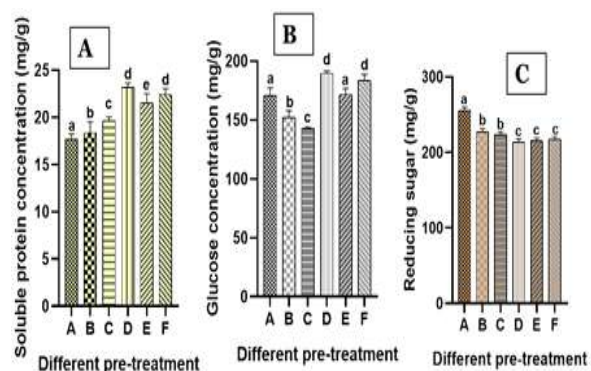 A
Soluble protein concentration (mg/g)
25
20
15
10
5
0
a
b
c
d
e
d
A B C D E F
Different pre-treatment
B
Glucose concentration (mg/g)
200
150
100
50
0
a
b
c
d
a
d
A B C D E F
Different pre-treatment
C
Reducing sugar (mg/g)
300
200
100
0
a
b
b
c
c
c
A B C D E F
Different pre-treatment